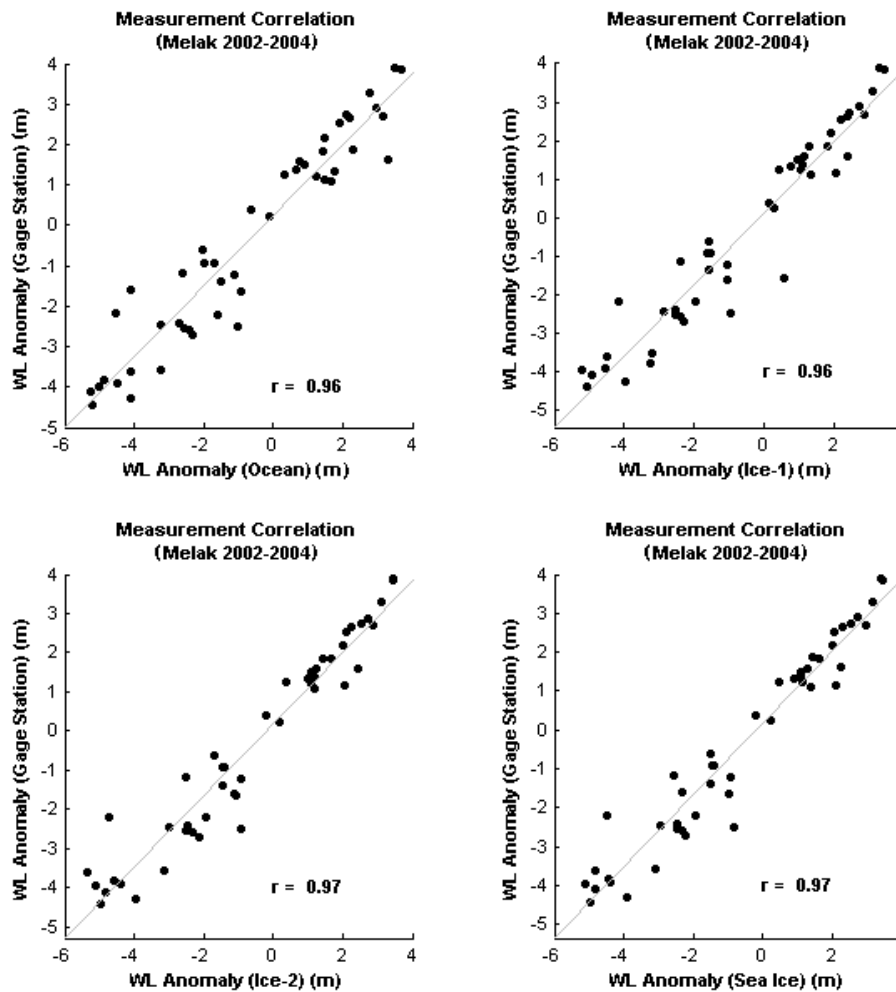 Measurement Correlation
(Melak 2002-2004)
WL Anomaly (Gage Station) (m)
4
3
2
1
0
-1
-2
-3
-4
-5
r = 0.96
-6 -4 -2 0 2 4
WL Anomaly (Ocean) (m)
Measurement Correlation
(Melak 2002-2004)
WL Anomaly (Gage Station) (m)
4
3
2
1
0
-1
-2
-3
-4
-5
r = 0.96
-6 -4 -2 0 2
WL Anomaly (Ice-1) (m)
Measurement Correlation
(Melak 2002-2004)
WL Anomaly (Gage Station) (m)
4
3
2
1
0
-1
-2
-3
-4
-5
r = 0.97
-6 -4 -2 0 2 4
WL Anomaly (Ice-2) (m)
Measurement Correlation
(Melak 2002-2004)
WL Anomaly (Gage Station) (m)
4
3
2
1
0
-1
-2
-3
-4
-5
r = 0.97
-6 -4 -2 0 2
WL Anomaly (Sea Ice) (m)